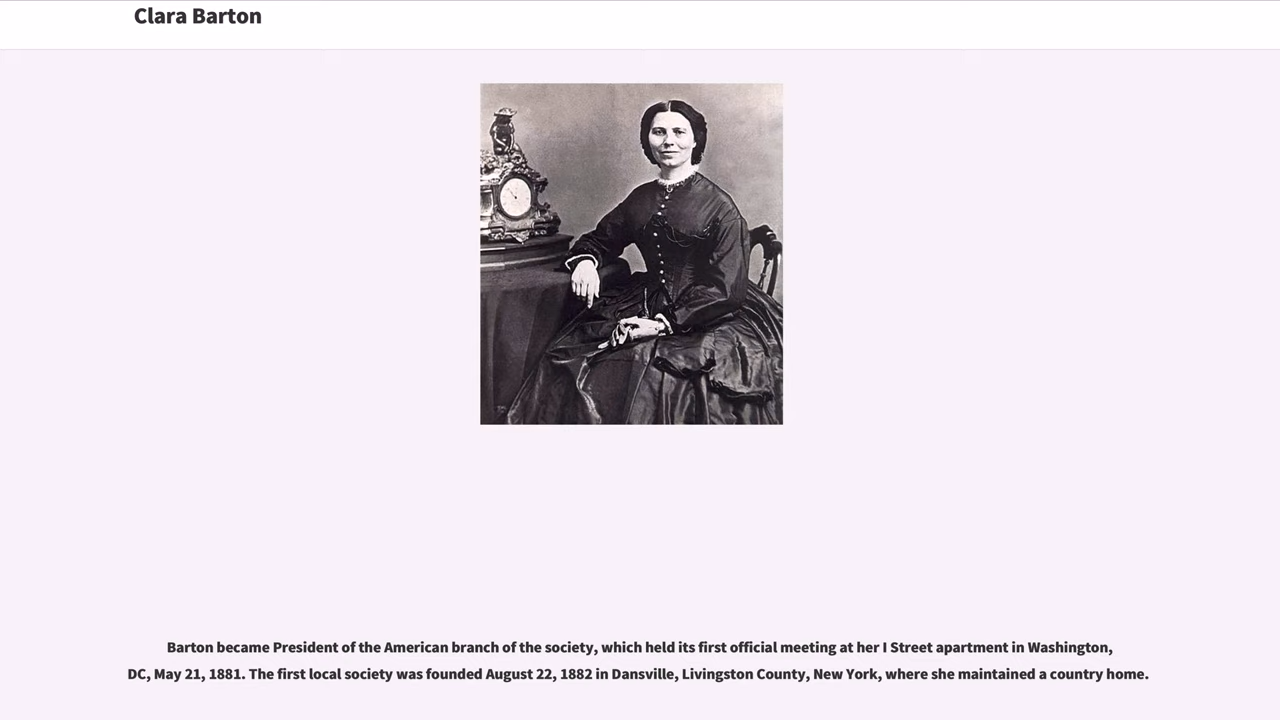 Clara Barton
Barton became President of the American branch of the society, which held its first official meeting at her I Street apartment in Washington,
DC, May 21, 1881. The first local society was founded August 22, 1882 in Dansville, Livingston County, New York, where she maintained a country home.